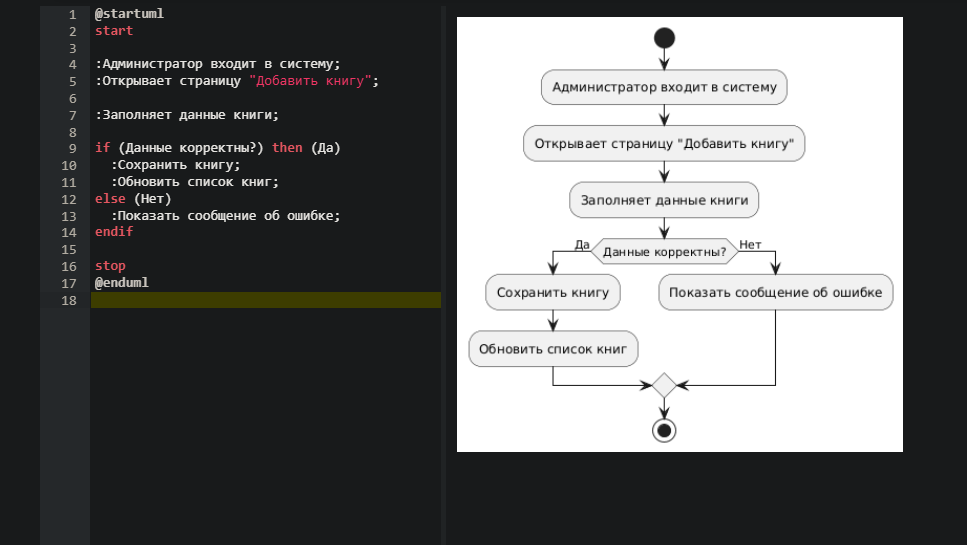 1 @startuml
2 start
3
4 :Администратор входит в систему;
5 :Открывает страницу "Добавить книгу";
6
7 :Заполняет данные книги;
8
9 if (Данные корректны?) then (Да)
10   :Сохранить книгу;
11   :Обновить список книг;
12 else (Нет)
13   :Показать сообщение об ошибке;
14 endif
15
16 stop
17 @enduml
18
Администратор входит в систему
Открывает страницу "Добавить книгу"
Заполняет данные книги
Да Данные корректны? Нет
Сохранить книгу Показать сообщение об ошибке
Обновить список книг